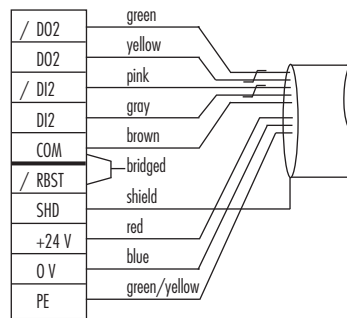 / DO2 green
DO2 yellow
/ DI2 pink
DI2 gray
COM brown
bridged
/ RBST
SHD shield
+24 V red
0 V blue
PE green/yellow